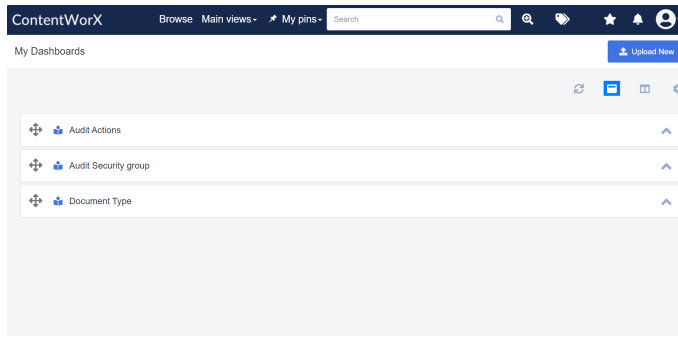 ContentWorX Browse Main views My pins Search
My Dashboards Upload New
Audit Actions
Audit Security group
Document Type